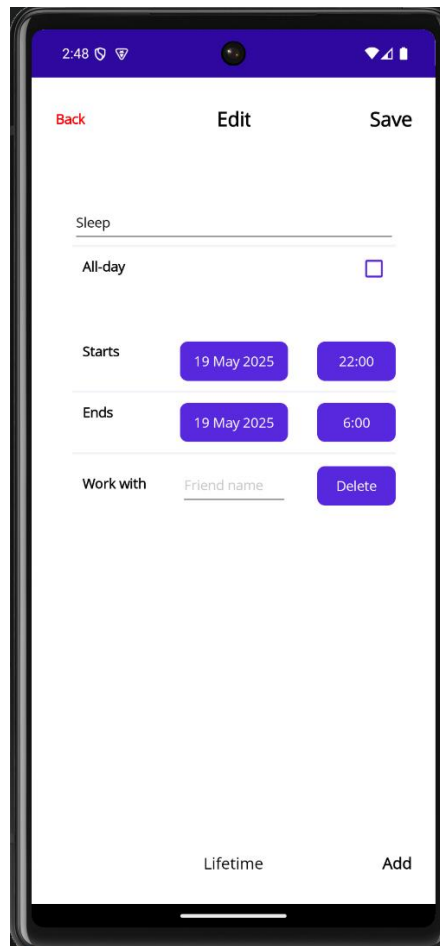 2:48
Back Edit Save
Sleep
All-day
Starts 19 May 2025 22:00
Ends 19 May 2025 6:00
Work with Friend name Delete
Lifetime Add